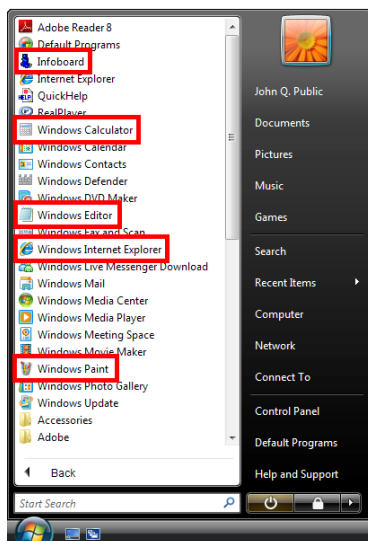 Adobe Reader 8
Default Programs
Infoboard
Internet Explorer
QuickHelp
RealPlayer
Windows Calculator
Windows Calendar
Windows Contacts
Windows Defender
Windows DVD Maker
Windows Editor
Windows Fax and Scan
Windows Internet Explorer
Windows Live Messenger Download
Windows Mail
Windows Media Center
Windows Media Player
Windows Meeting Space
Windows Movie Maker
Windows Paint
Windows Photo Gallery
Windows Update
Accessories
Adobe
Back
Start Search
John Q. Public
Documents
Pictures
Music
Games
Search
Recent Items
Computer
Network
Connect To
Control Panel
Default Programs
Help and Support